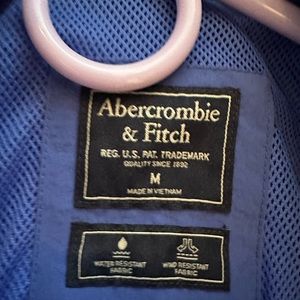 Abercrombie
& Fitch
REG. U.S. PAT. TRADEMARK
QUALITY SINCE 1892
M
MADE IN VIETNAM
WATER RESISTANT
FABRIC
WIND RESISTANT
FABRIC